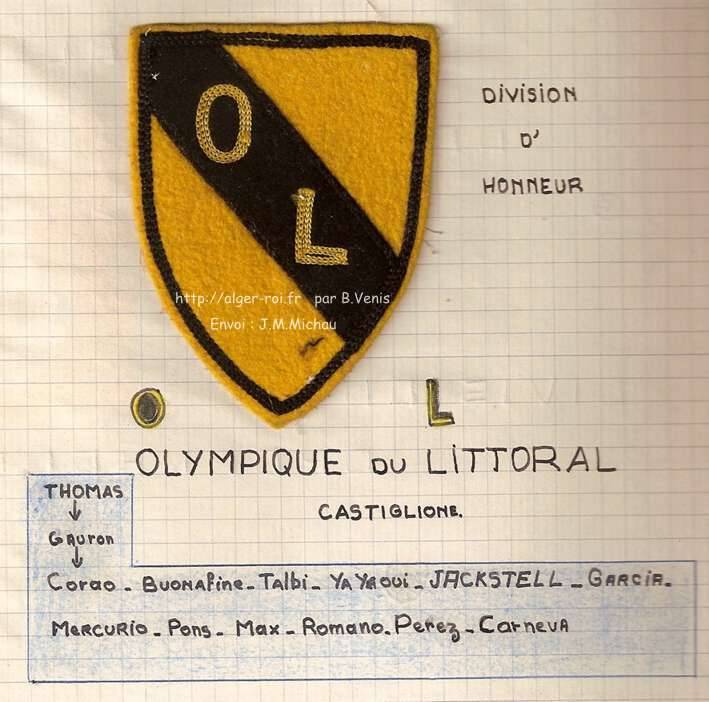 O
L
DIVISION
D'
HONNEUR
http://alger-roi.fr par B.Venis
Envoi : J.M.Michau
O L
OLYMPIQUE DU LITTORAL
CASTIGLIONE.
THOMAS
Gauron
Corao - BUONAFine - Talbi - YAYAoui - JACKSTELL - GARCIA.
MERCURIO - Pons - Max - Romano. Perez - CarnevA